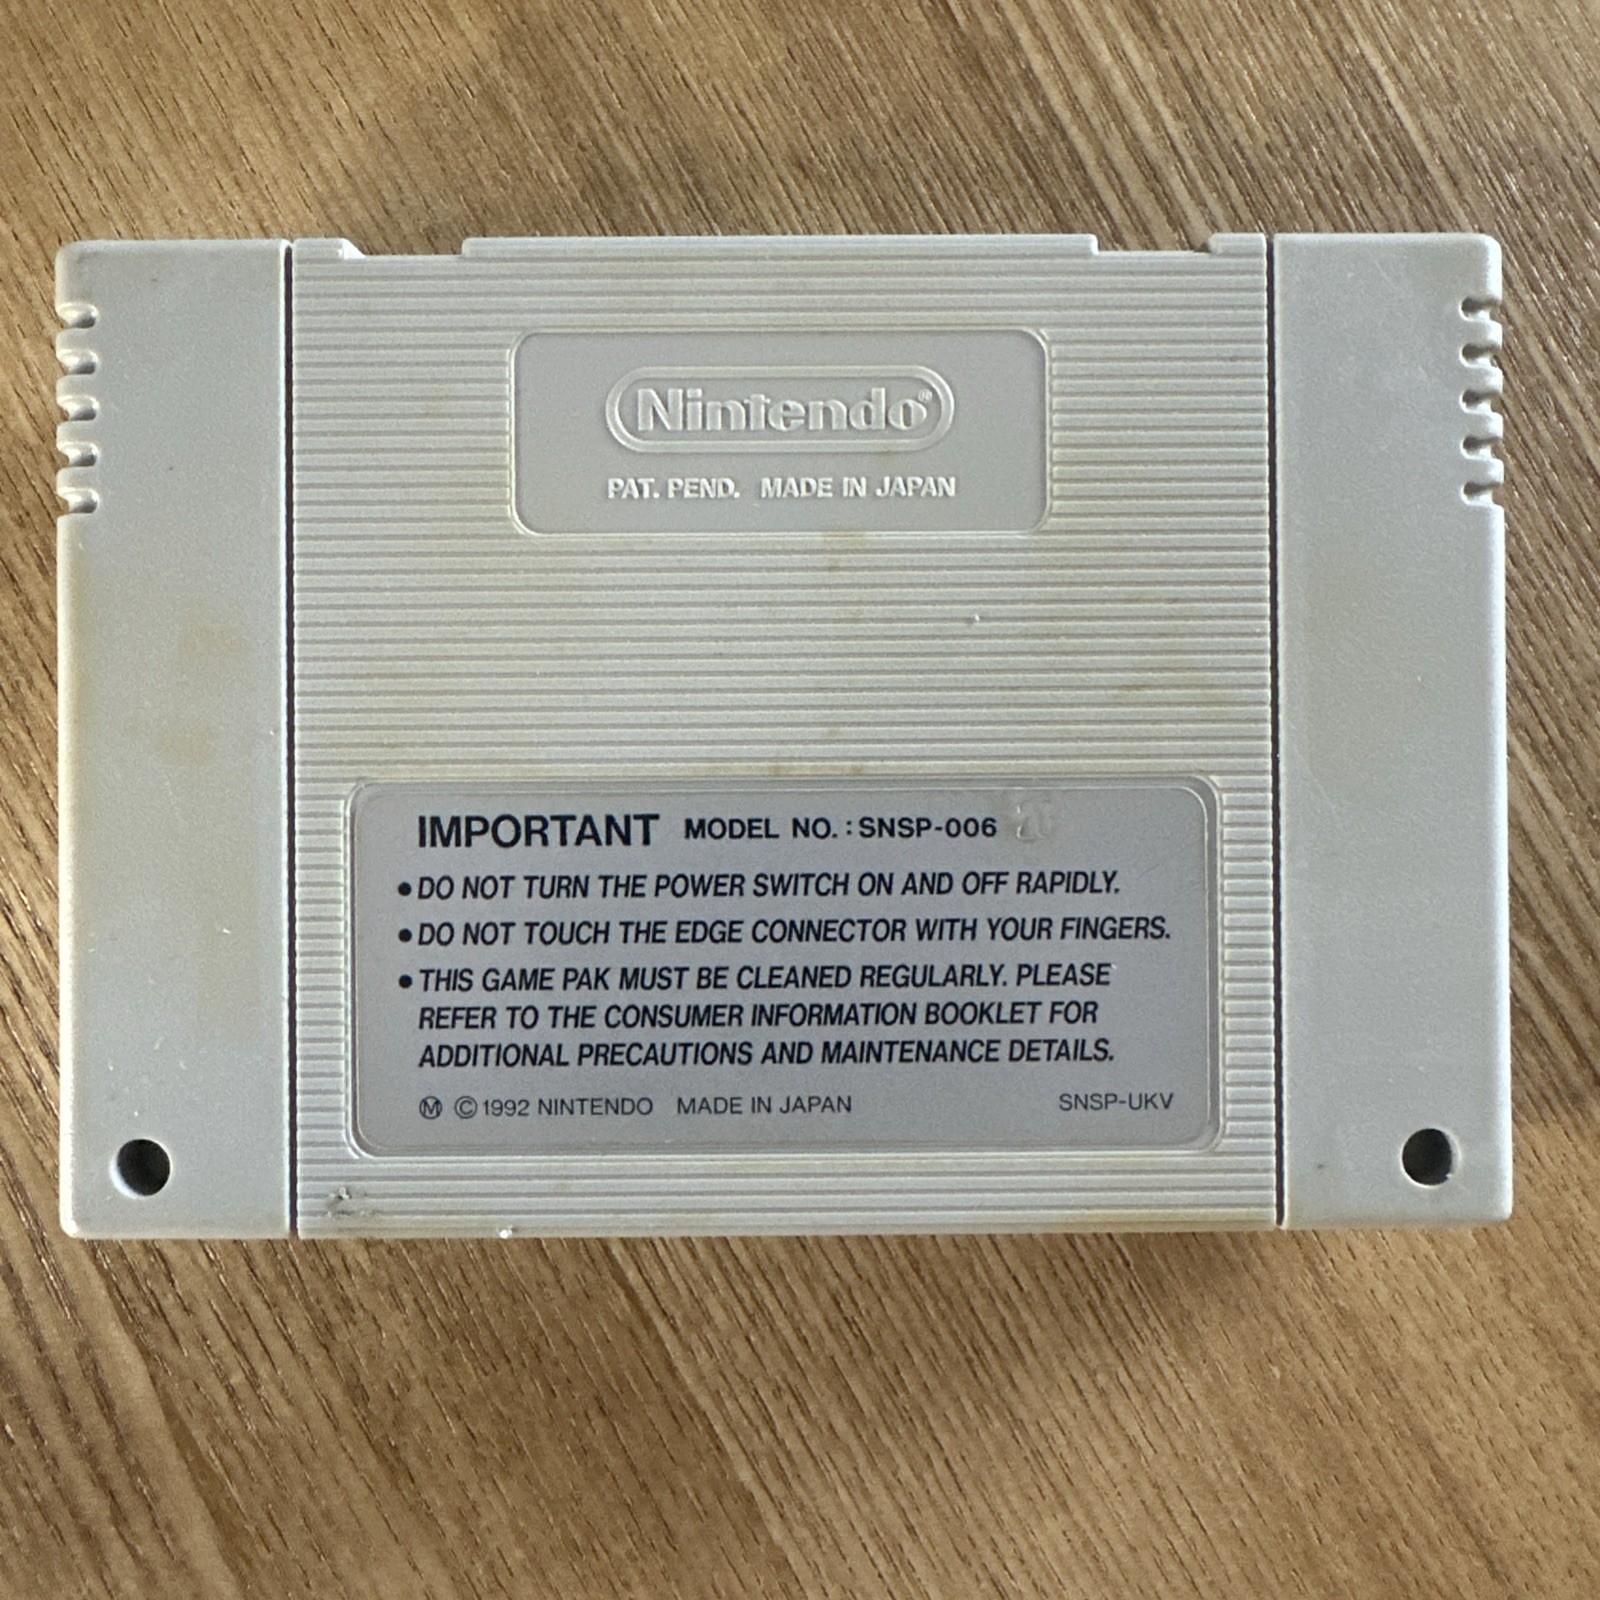 Nintendo®
PAT. PEND. MADE IN JAPAN
IMPORTANT MODEL NO.: SNSP-006
● DO NOT TURN THE POWER SWITCH ON AND OFF RAPIDLY.
● DO NOT TOUCH THE EDGE CONNECTOR WITH YOUR FINGERS.
● THIS GAME PAK MUST BE CLEANED REGULARLY. PLEASE
REFER TO THE CONSUMER INFORMATION BOOKLET FOR
ADDITIONAL PRECAUTIONS AND MAINTENANCE DETAILS.
Ⓜ © 1992 NINTENDO MADE IN JAPAN SNSP-UKV